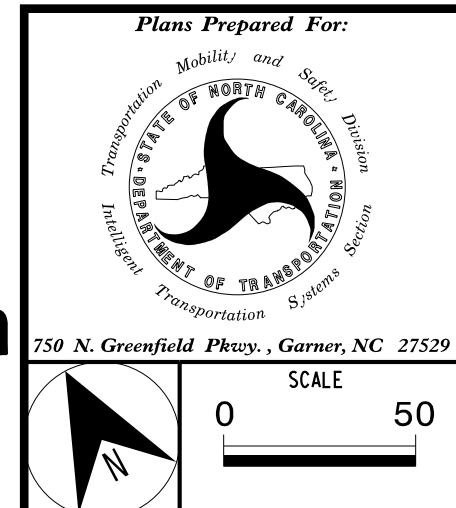 Plans Prepared For:
Transportation Mobility and Safety Division
STATE OF NORTH CAROLINA
DEPARTMENT OF TRANSPORTATION
Intelligent Transportation Systems Section
750 N. Greenfield Pkwy. , Garner, NC 27529
SCALE
0 50
N